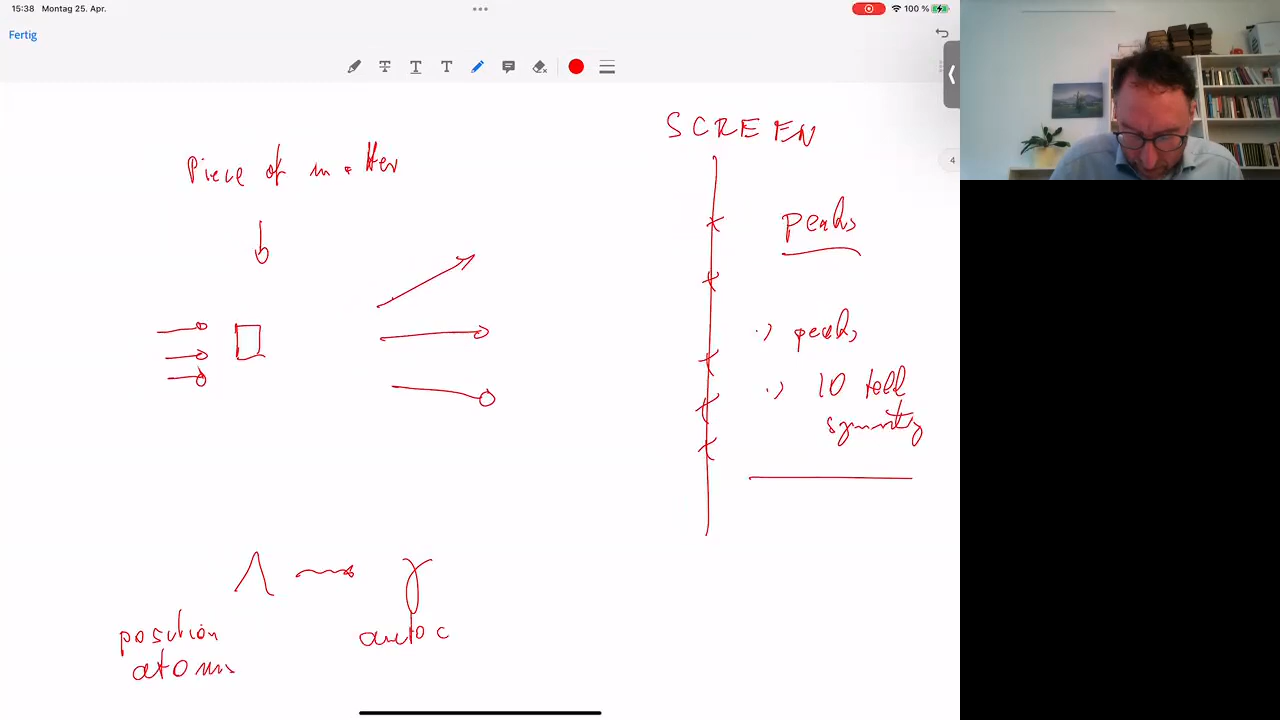 15:38 Montag 25. Apr.
100 %
Fertig
4
SCREEN
Piece of matter
peaks
·) peaks
·) 10 fold
symmetry
Λ γ
position
atoms
autoc